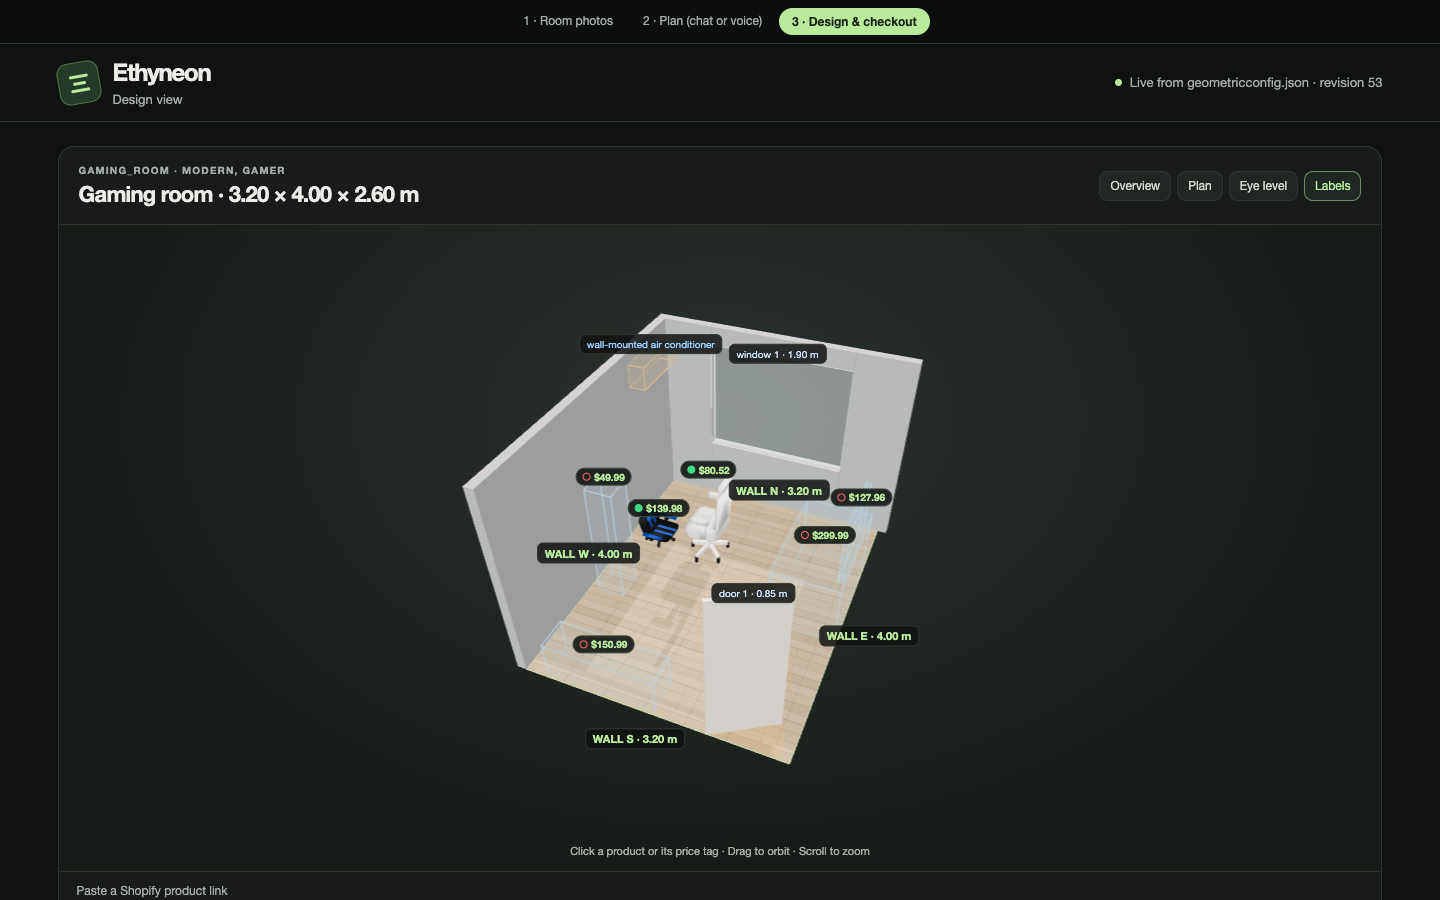 1 · Room photos
2 · Plan (chat or voice)
3 · Design & checkout
Ethyneon
Design view
Live from geometricconfig.json · revision 53
GAMING_ROOM · MODERN, GAMER
Gaming room · 3.20 × 4.00 × 2.60 m
Overview
Plan
Eye level
Labels
wall-mounted air conditioner
window 1 · 1.90 m
$49.99
$80.52
WALL N · 3.20 m
$127.96
$139.98
$299.99
WALL W · 4.00 m
door 1 · 0.85 m
WALL E · 4.00 m
$150.99
WALL S · 3.20 m
Click a product or its price tag · Drag to orbit · Scroll to zoom
Paste a Shopify product link